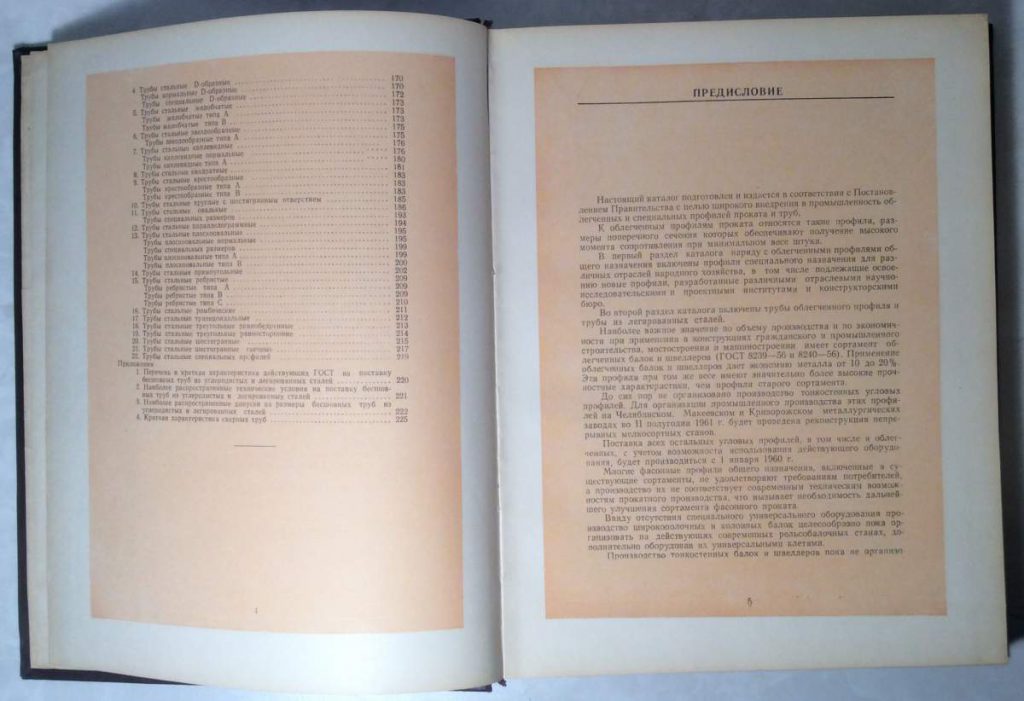 4. Трубы стальные D-образные 170
Трубы нормальные D-образные 170
Трубы специальные D-образные 172
5. Трубы стальные желобчатые 173
Трубы желобчатые типа А 173
Трубы желобчатые типа В 173
6. Трубы стальные звездообразные 175
Трубы звездообразные типа А 175
7. Трубы стальные каплевидные 176
Трубы каплевидные нормальные 176
Трубы каплевидные типа А 180
8. Трубы стальные квадратные 181
9. Трубы стальные крестообразные 183
Трубы крестообразные типа А 183
Трубы крестообразные типа В 183
10. Трубы стальные круглые с шестигранным отверстием 185
11. Трубы стальные овальные 186
Трубы специальных размеров 193
12. Трубы стальные параллелограммные 194
13. Трубы стальные плоскоовальные 195
Трубы плоскоовальные нормальные 195
Трубы специальных размеров 199
Трубы плоскоовальные типа А 199
Трубы плоскоовальные типа В 200
14. Трубы стальные прямоугольные 202
15. Трубы стальные ребристые 209
Трубы ребристые типа А 209
Трубы ребристые типа В 209
Трубы ребристые типа С 210
16. Трубы стальные ромбические 211
17. Трубы стальные трапецоидальные 212
18. Трубы стальные треугольные равнобедренные 213
19. Трубы стальные треугольные равносторонние 214
20. Трубы стальные шестигранные 215
21. Трубы стальные шестигранные 217
Трубы стальные специальных профилей 219
Приложения
1. Перечень и краткая характеристика действующих ГОСТ на поставку
бесшовных труб из углеродистых и легированных сталей 220
2. Наиболее распространенные технические условия на поставку бесшов-
ных труб из углеродистых и легированных сталей 221
3. Наиболее распространенные допуски на размеры бесшовных труб из
углеродистых и легированных сталей 222
4. Краткая характеристика сварных труб 225
4
ПРЕДИСЛОВИЕ
Настоящий каталог подготовлен и издается в соответствии с Постанов-
лением Правительства с целью широкого внедрения в промышленность об-
легченных и специальных профилей проката и труб.
К облегченным профилям проката относятся такие профили, раз-
меры поперечного сечения которых обеспечивают получение высокого
момента сопротивления при минимальном весе штуки.
В первый раздел каталога наряду с облегченными профилями об-
щего назначения включены профили специального назначения для раз-
личных отраслей народного хозяйства, в том числе подлежащие освое-
нию новые профили, разработанные различными отраслевыми научно-
исследовательскими и проектными институтами и конструкторскими
бюро.
Во второй раздел каталога включены трубы облегченного профиля и
трубы из легированных сталей.
Наиболее важное значение по объему производства и по экономич-
ности при применении в конструкциях гражданского и промышленного
строительства, мостостроении и машиностроении имеет сортамент об-
легченных балок и швеллеров (ГОСТ 8239—56 и 8240—56). Применение
облегченных балок и швеллеров дает экономию металла от 10 до 20%.
Эти профили при том же весе имеют значительно более высокие проч-
ностные характеристики, чем профили старого сортамента.
До сих пор не организовано производство тонкостенных угловых
профилей. Для организации промышленного производства этих профи-
лей на Челябинском, Макеевском и Криворожском металлургических
заводах во II полугодии 1961 г. будет проведена реконструкция непре-
рывных мелкосортных станов.
Поставка всех остальных угловых профилей, в том числе и облег-
ченных, с учетом возможности использования действующего оборудо-
вания, будет производиться с 1 января 1960 г.
Многие фасонные профили общего назначения, включенные в су-
ществующие сортаменты, не удовлетворяют требованиям потребителей,
а производство их не соответствует современным техническим возмож-
ностям прокатного производства, что вызывает необходимость дальней-
шего улучшения сортамента фасонного проката.
Ввиду отсутствия специального универсального оборудования про-
изводство широкополочных и колонных балок целесообразно пока ор-
ганизовать на действующих современных рельсобалочных станах, до-
полнительно оборудовав их универсальными клетями.
Производство тонкостенных балок и швеллеров пока не организо
5